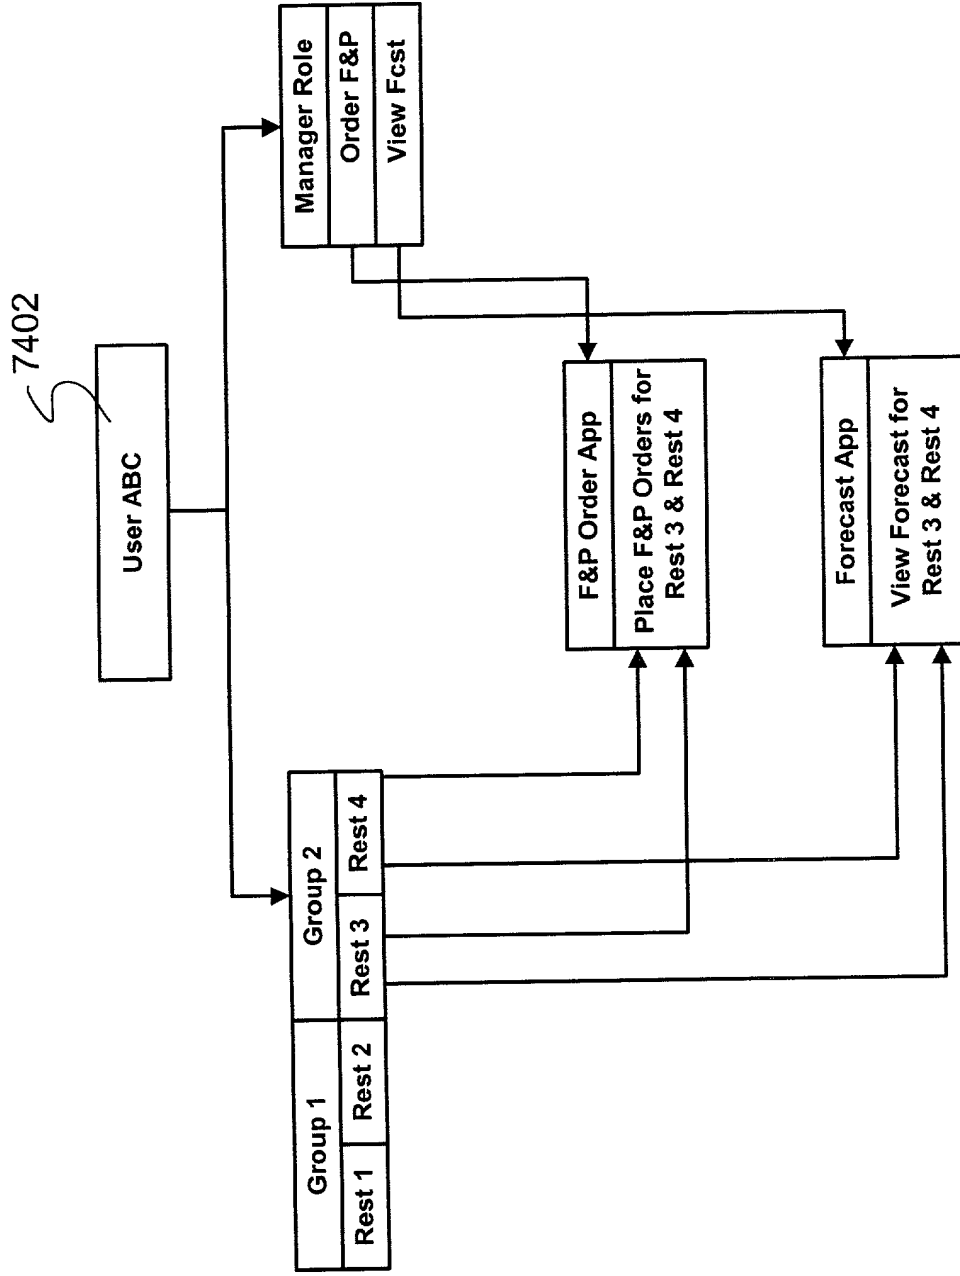 7402
User ABC
Group 1
Group 2
Rest 1
Rest 2
Rest 3
Rest 4
Manager Role
Order F&P
View Fcst
F&P Order App
Place F&P Orders for
Rest 3 & Rest 4
Forecast App
View Forecast for
Rest 3 & Rest 4